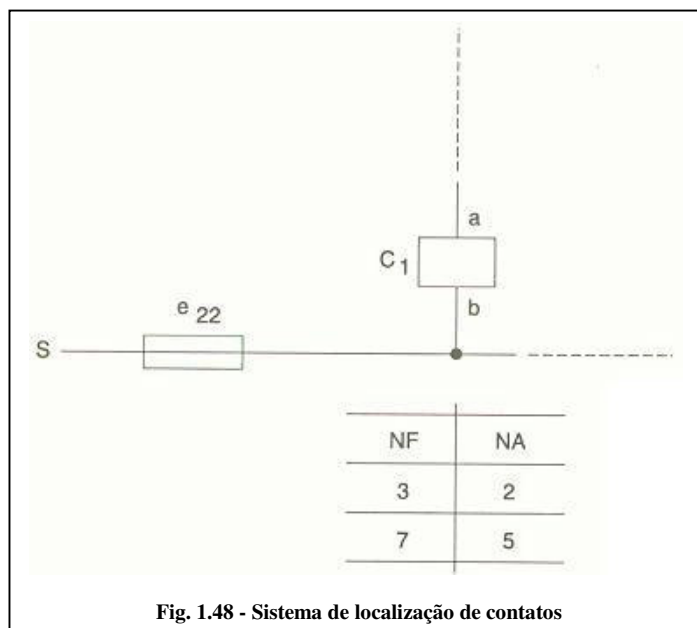 a
C1
b
e 22
S
NF NA
3 2
7 5
Fig. 1.48 - Sistema de localização de contatos